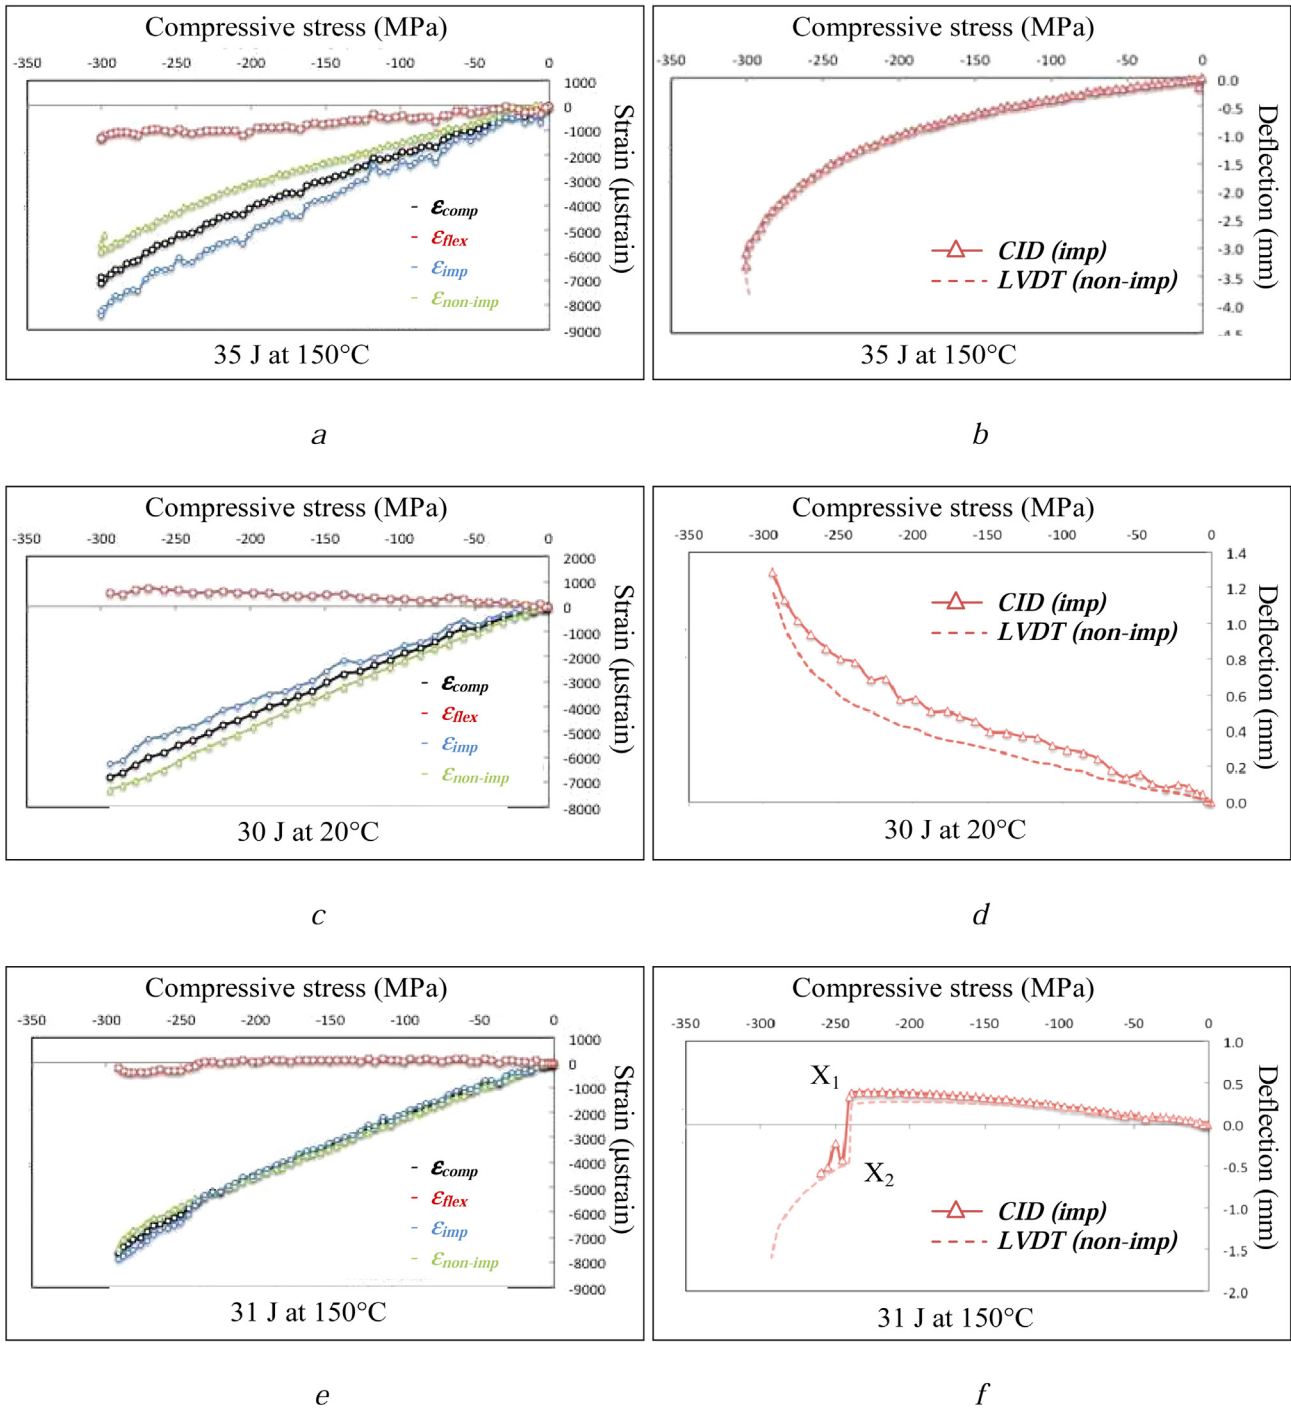 Compressive stress (MPa)
-350 -300 -250 -200 -150 -100 -50 0
1000
0
-1000
-2000
-3000
-4000
-5000
-6000
-7000
-8000
-9000
Strain (µstrain)
- εcomp
- εflex
- εimp
- εnon-imp
35 J at 150°C
a
Compressive stress (MPa)
-350 -300 -250 -200 -150 -100 -50 0
0.0
-0.5
-1.0
-1.5
-2.0
-2.5
-3.0
-3.5
-4.0
-4.5
Deflection (mm)
CID (imp)
LVDT (non-imp)
35 J at 150°C
b
Compressive stress (MPa)
-350 -300 -250 -200 -150 -100 -50 0
2000
1000
0
-1000
-2000
-3000
-4000
-5000
-6000
-7000
-8000
Strain (µstrain)
- εcomp
- εflex
- εimp
- εnon-imp
30 J at 20°C
c
Compressive stress (MPa)
-350 -300 -250 -200 -150 -100 -50 0
1.4
1.2
1.0
0.8
0.6
0.4
0.2
0.0
Deflection (mm)
CID (imp)
LVDT (non-imp)
30 J at 20°C
d
Compressive stress (MPa)
-350 -300 -250 -200 -150 -100 -50 0
1000
0
-1000
-2000
-3000
-4000
-5000
-6000
-7000
-8000
-9000
Strain (µstrain)
- εcomp
- εflex
- εimp
- εnon-imp
31 J at 150°C
e
Compressive stress (MPa)
-350 -300 -250 -200 -150 -100 -50 0
1.0
0.5
0.0
-0.5
-1.0
-1.5
-2.0
Deflection (mm)
X1
X2
CID (imp)
LVDT (non-imp)
31 J at 150°C
f